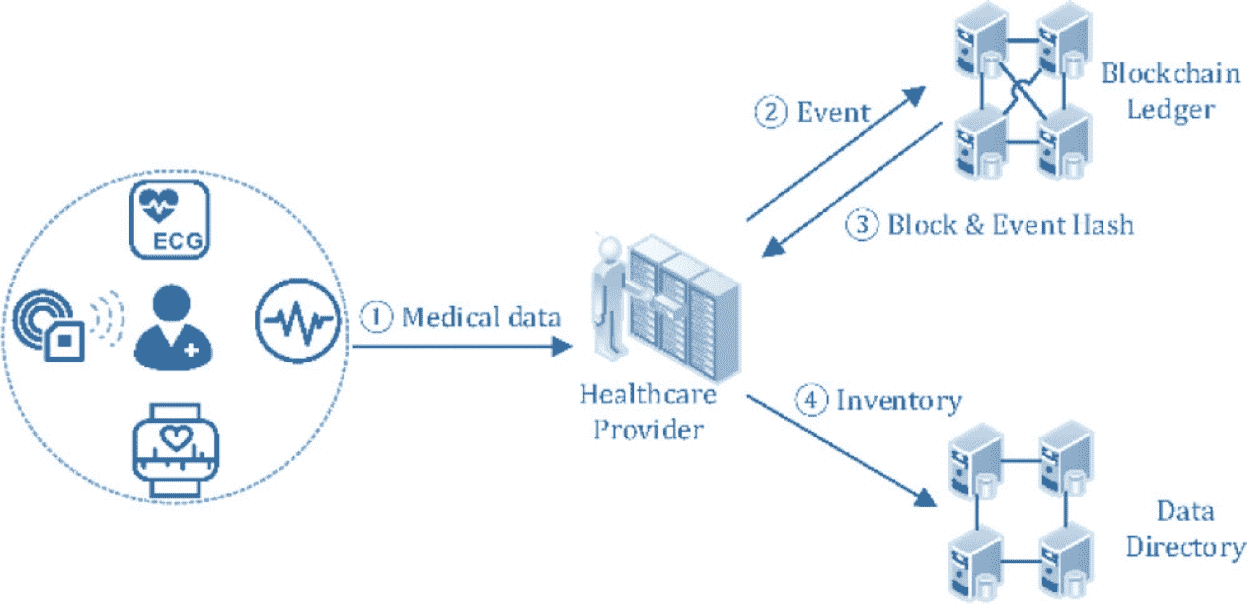 ② Event
Blockchain
Ledger
③ Block & Event Hash
ECG
① Medical data
Healthcare
Provider
④ Inventory
Data
Directory